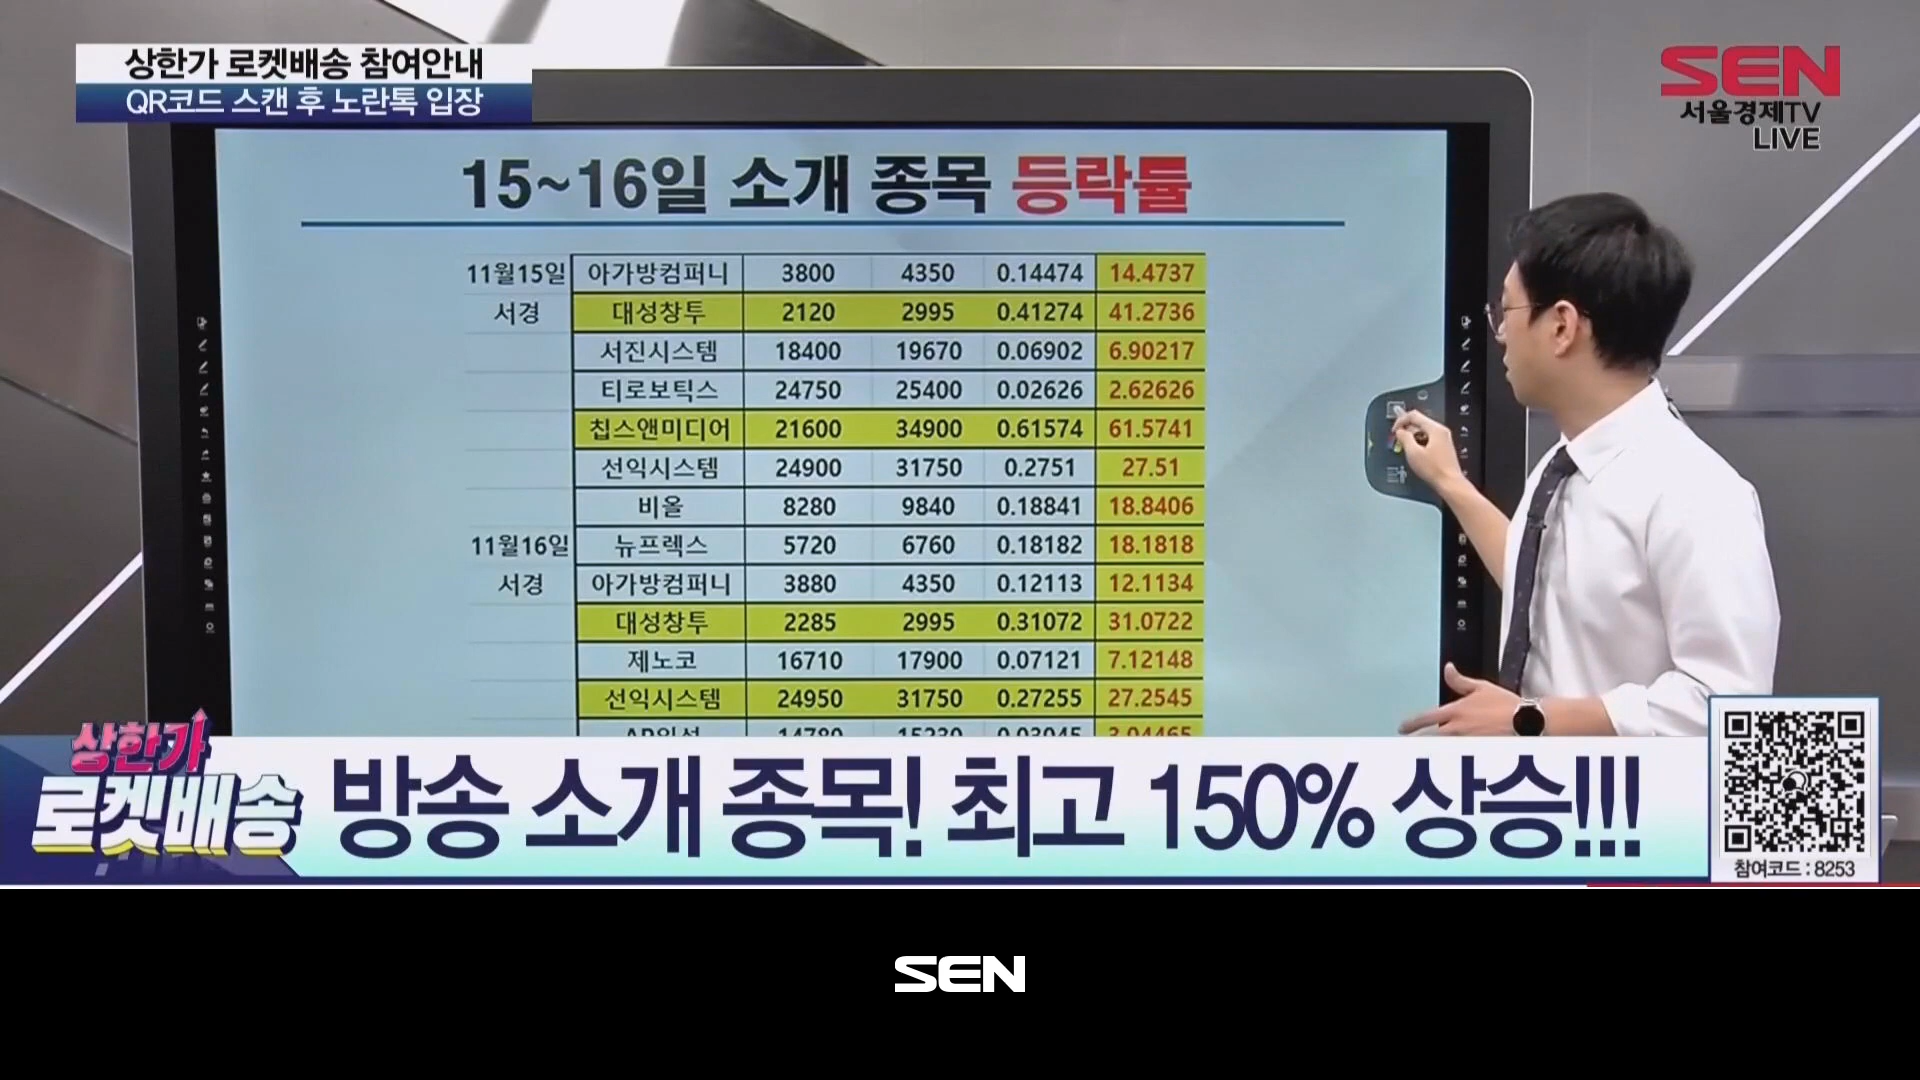 상한가 로켓배송 참여안내
QR코드 스캔 후 노란톡 입장
SEN
서울경제TV
LIVE
15~16일 소개 종목 등락률
11월15일 아가방컴퍼니 3800 4350 0.14474 14.4737
서경 대성창투 2120 2995 0.41274 41.2736
서진시스템 18400 19670 0.06902 6.90217
티로보틱스 24750 25400 0.02626 2.62626
칩스앤미디어 21600 34900 0.61574 61.5741
선익시스템 24900 31750 0.2751 27.51
비올 8280 9840 0.18841 18.8406
11월16일 뉴프렉스 5720 6760 0.18182 18.1818
서경 아가방컴퍼니 3880 4350 0.12113 12.1134
대성창투 2285 2995 0.31072 31.0722
제노코 16710 17900 0.07121 7.12148
선익시스템 24950 31750 0.27255 27.2545
상한가
로켓배송
방송 소개 종목! 최고 150% 상승!!!
참여코드 : 8253
SEN